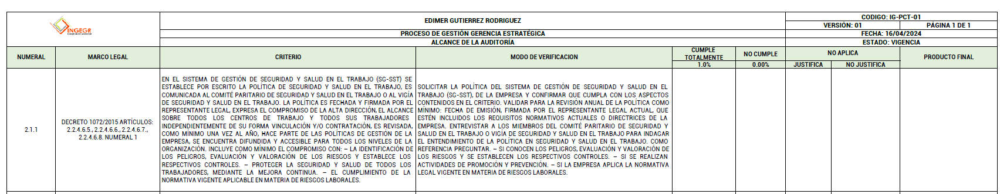 INGEGR
EDIMER GUTIERREZ RODRIGUEZ
CODIGO: IG-PCT-01
VERSIÓN: 01
PÁGINA 1 DE 1
PROCESO DE GESTIÓN GERENCIA ESTRATÉGICA
FECHA: 16/04/2024
ALCANCE DE LA AUDITORÍA
ESTADO: VIGENCIA
NUMERAL
MARCO LEGAL
CRITERIO
MODO DE VERIFICACION
CUMPLE
TOTALMENTE
1.0%
NO CUMPLE
0.00%
NO APLICA
JUSTIFICA
NO JUSTIFICA
PRODUCTO FINAL
2.1.1
DECRETO 1072/2015 ARTÍCULOS:
2.2.4.6.5., 2.2.4.6.6., 2.2.4.6.7.,
2.2.4.6.8. NUMERAL 1
EN EL SISTEMA DE GESTIÓN DE SEGURIDAD Y SALUD EN EL TRABAJO (SG-SST) SE
ESTABLECE POR ESCRITO LA POLÍTICA DE SEGURIDAD Y SALUD EN EL TRABAJO, ES
COMUNICADA AL COMITÉ PARITARIO DE SEGURIDAD Y SALUD EN EL TRABAJO O AL VIGÍA
DE SEGURIDAD Y SALUD EN EL TRABAJO. LA POLÍTICA ES FECHADA Y FIRMADA POR EL
REPRESENTANTE LEGAL, EXPRESA EL COMPROMISO DE LA ALTA DIRECCIÓN, EL ALCANCE
SOBRE TODOS LOS CENTROS DE TRABAJO Y TODOS SUS TRABAJADORES
INDEPENDIENTEMENTE DE SU FORMA VINCULACIÓN Y/O CONTRATACIÓN, ES REVISADA,
COMO MÍNIMO UNA VEZ AL AÑO, HACE PARTE DE LAS POLÍTICAS DE GESTIÓN DE LA
EMPRESA, SE ENCUENTRA DIFUNDIDA Y ACCESIBLE PARA TODOS LOS NIVELES DE LA
ORGANIZACIÓN. INCLUYE COMO MÍNIMO EL COMPROMISO CON: – LA IDENTIFICACIÓN DE
LOS PELIGROS, EVALUACIÓN Y VALORACIÓN DE LOS RIESGOS Y ESTABLECE LOS
RESPECTIVOS CONTROLES. – PROTEGER LA SEGURIDAD Y SALUD DE TODOS LOS
TRABAJADORES, MEDIANTE LA MEJORA CONTINUA. – EL CUMPLIMIENTO DE LA
NORMATIVA VIGENTE APLICABLE EN MATERIA DE RIESGOS LABORALES.
SOLICITAR LA POLÍTICA DEL SISTEMA DE GESTIÓN DE SEGURIDAD Y SALUD EN EL
TRABAJO (SG-SST), DE LA EMPRESA Y CONFIRMAR QUE CUMPLA CON LOS ASPECTOS
CONTENIDOS EN EL CRITERIO. VALIDAR PARA LA REVISIÓN ANUAL DE LA POLÍTICA COMO
MÍNIMO: FECHA DE EMISIÓN, FIRMADA POR EL REPRESENTANTE LEGAL ACTUAL, QUE
ESTÉN INCLUIDOS LOS REQUISITOS NORMATIVOS ACTUALES O DIRECTRICES DE LA
EMPRESA. ENTREVISTAR A LOS MIEMBROS DEL COMITÉ PARITARIO DE SEGURIDAD Y
SALUD EN EL TRABAJO O VIGÍA DE SEGURIDAD Y SALUD EN EL TRABAJO PARA INDAGAR
EL ENTENDIMIENTO DE LA POLÍTICA EN SEGURIDAD Y SALUD EN EL TRABAJO. COMO
REFERENCIA PREGUNTAR. – SI CONOCEN LOS PELIGROS, EVALUACIÓN Y VALORACIÓN DE
LOS RIESGOS Y SE ESTABLECEN LOS RESPECTIVOS CONTROLES. – SI SE REALIZAN
ACTIVIDADES DE PROMOCIÓN Y PREVENCIÓN. – SI LA EMPRESA APLICA LA NORMATIVA
LEGAL VIGENTE EN MATERIA DE RIESGOS LABORALES.